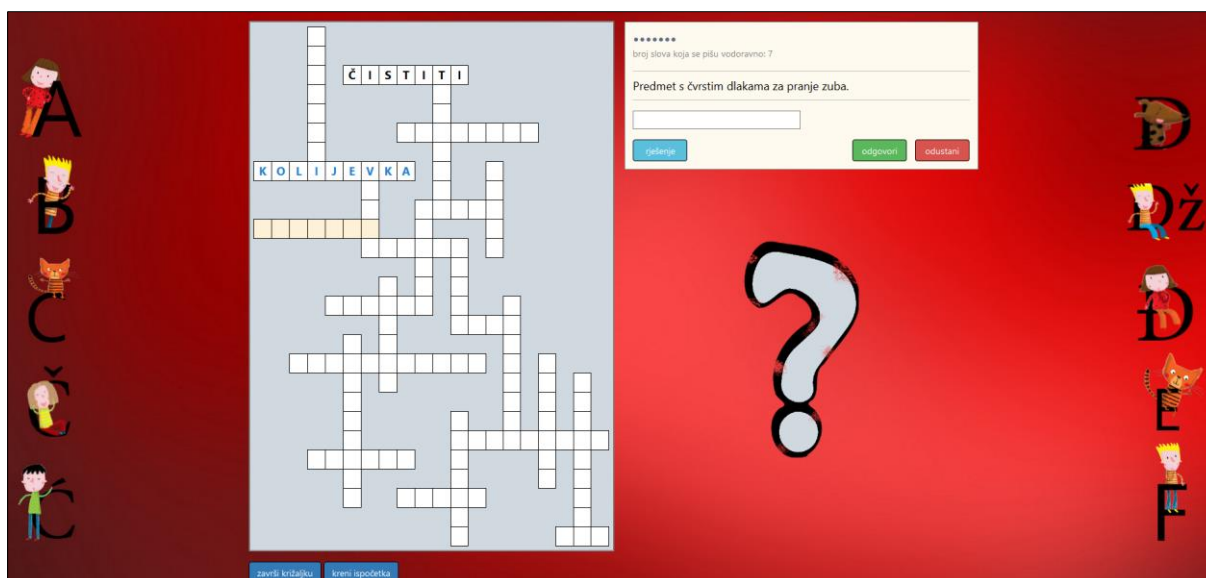 A
B
C
Č
Ć
ČISTITI
KOLIJEVKA
•••••••
broj slova koja se pišu vodoravno: 7
Predmet s čvrstim dlakama za pranje zuba.
rješenje
odgovori
odustani
?
D
Dž
Đ
E
F
završi križaljku
kreni ispočetka